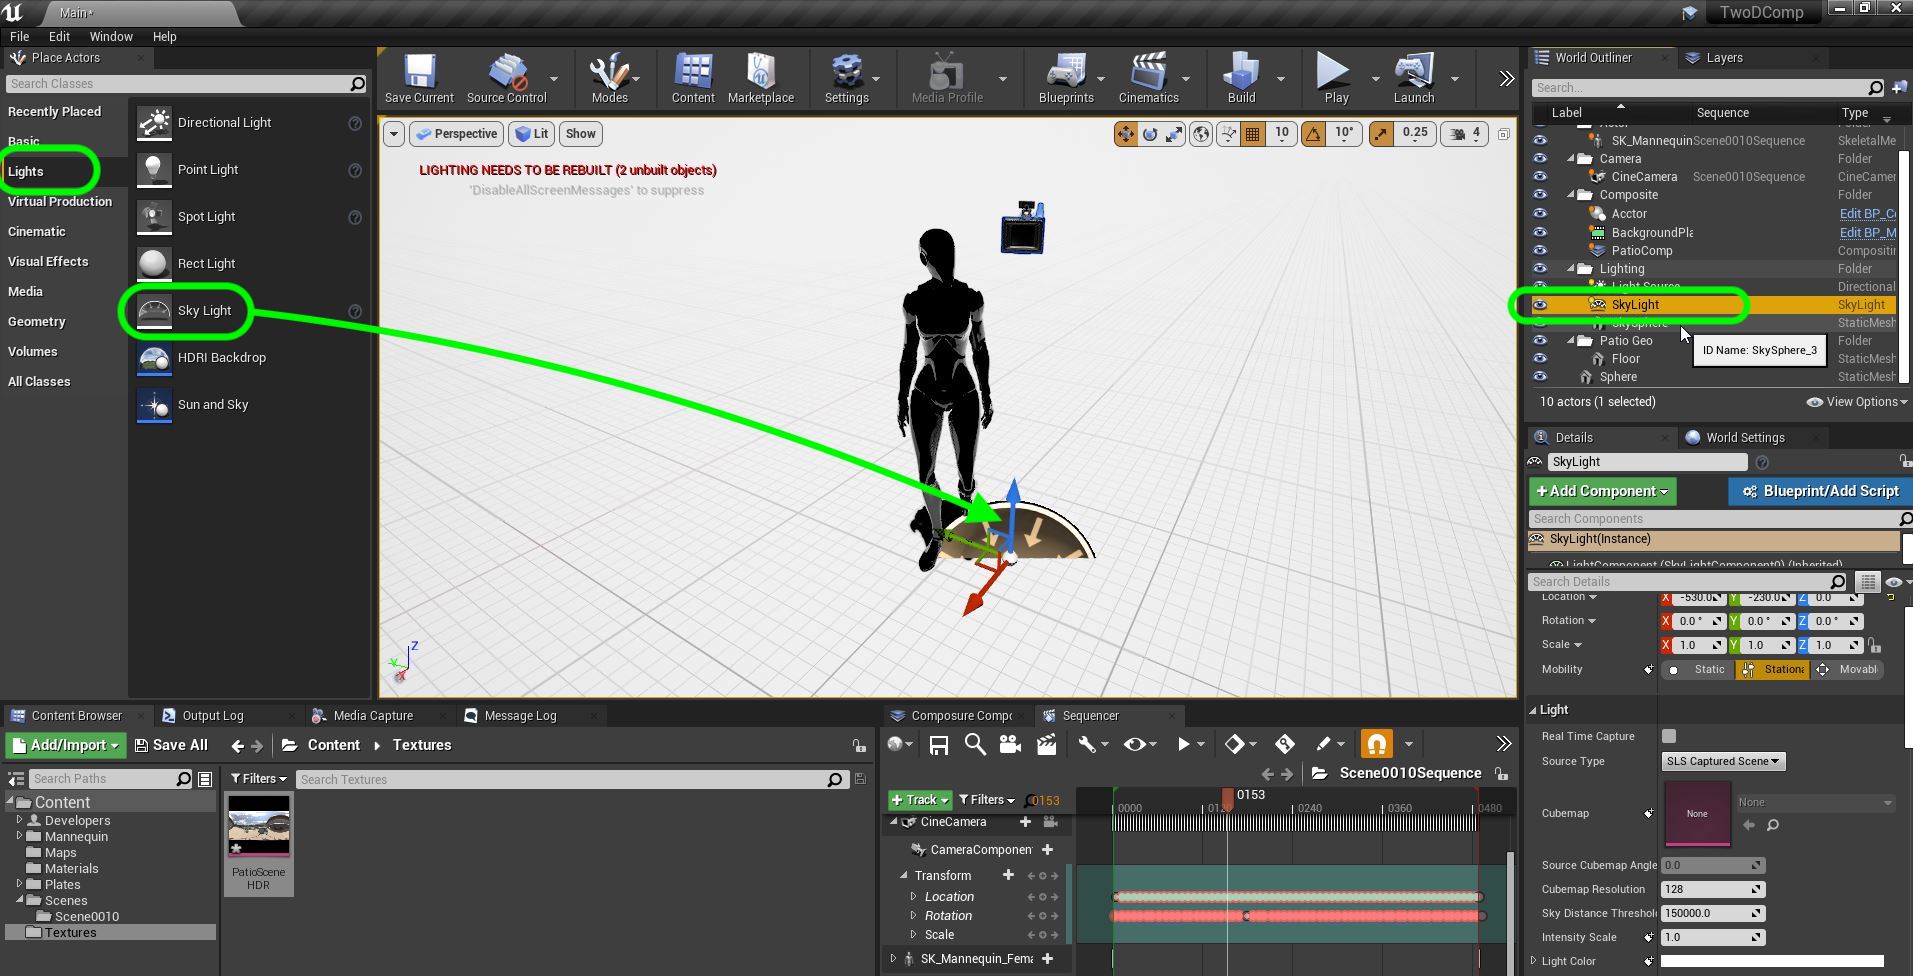 Main*
TwoDComp
File Edit Window Help
Place Actors
Search Classes
Recently Placed
Basic
Lights
Virtual Production
Cinematic
Visual Effects
Media
Geometry
Volumes
All Classes
Directional Light
Point Light
Spot Light
Rect Light
Sky Light
HDRI Backdrop
Sun and Sky
Save Current Source Control Modes Content Marketplace Settings Media Profile Blueprints Cinematics Build Play Launch
Perspective Lit Show
10 10° 0.25 4
LIGHTING NEEDS TO BE REBUILT (2 unbuilt objects)
'DisableAllScreenMessages' to suppress
Z
Y
X
World Outliner Layers
Search...
Label Sequence Type
Actor Folder
SK_Mannequin Scene0010Sequence SkeletalMe
Camera Folder
CineCamera Scene0010Sequence CineCamer
Composite Folder
Acctor Edit BP_C
BackgroundPla Edit BP_M
PatioComp Compositin
Lighting Folder
Light Source Directional
SkyLight SkyLight
SkySphere StaticMesh
Patio Geo Folder
Floor StaticMesh
Sphere StaticMesh
ID Name: SkySphere_3
10 actors (1 selected) View Options
Details World Settings
SkyLight
+Add Component Blueprint/Add Script
Search Components
SkyLight(Instance)
LightComponent (SkyLightComponent0) (Inherited)
Search Details
Location X -530.0 Y -230.0 Z 0.0
Rotation X 0.0 ° Y 0.0 ° Z 0.0 °
Scale X 1.0 Y 1.0 Z 1.0
Mobility Static Stationa Movabl
Light
Real Time Capture
Source Type SLS Captured Scene
Cubemap None None
Source Cubemap Angle 0.0
Cubemap Resolution 128
Sky Distance Threshold 150000.0
Intensity Scale 1.0
Light Color
Content Browser Output Log Media Capture Message Log
Add/Import Save All Content Textures
Search Paths Filters Search Textures
Content
Developers
Mannequin
Maps
Materials
Plates
Scenes
Scene0010
Textures
PatioScene
HDR
Composure Compo Sequencer
Scene0010Sequence
+ Track Filters 0153
0153
0000 0120 0240 0360 0480
CineCamera
CameraComponen
Transform
Location
Rotation
Scale
SK_Mannequin_Fema